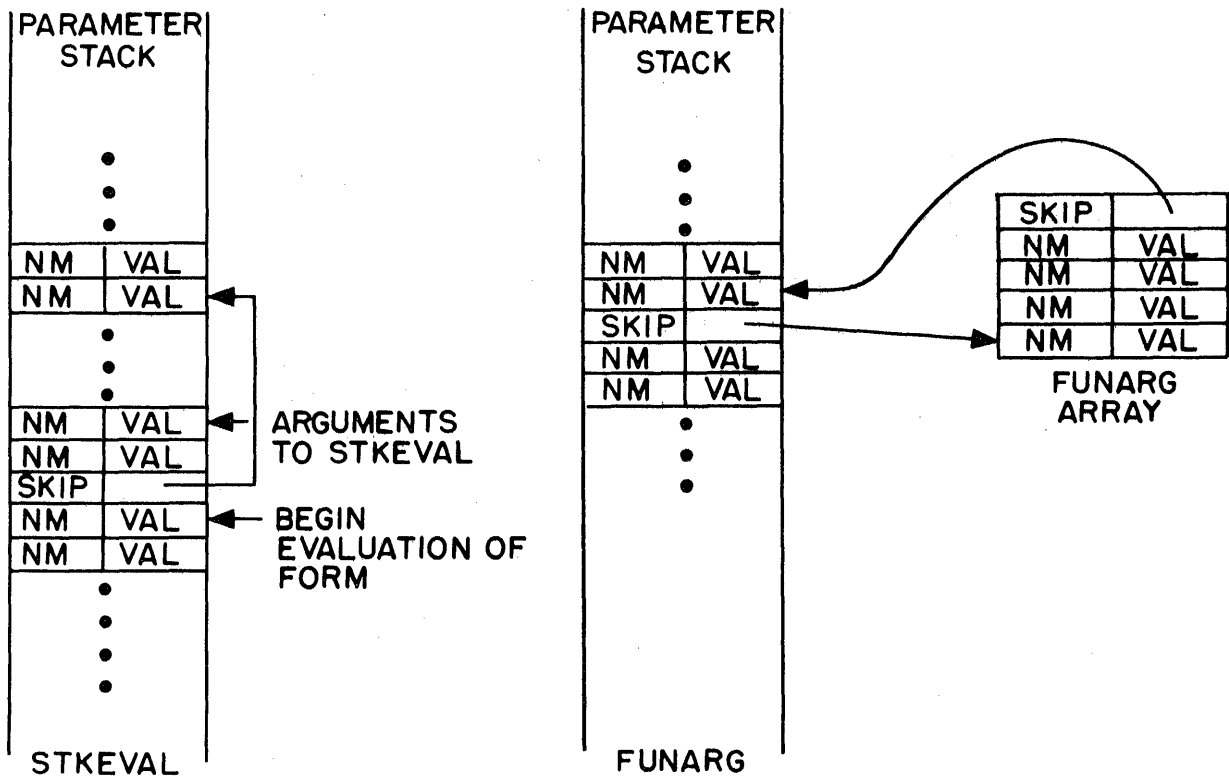 PARAMETER
STACK
NM VAL
NM VAL
NM VAL
NM VAL
SKIP
NM VAL
NM VAL
ARGUMENTS
TO STKEVAL
BEGIN
EVALUATION OF
FORM
STKEVAL
PARAMETER
STACK
NM VAL
NM VAL
SKIP
NM VAL
NM VAL
FUNARG
SKIP
NM VAL
NM VAL
NM VAL
NM VAL
FUNARG
ARRAY